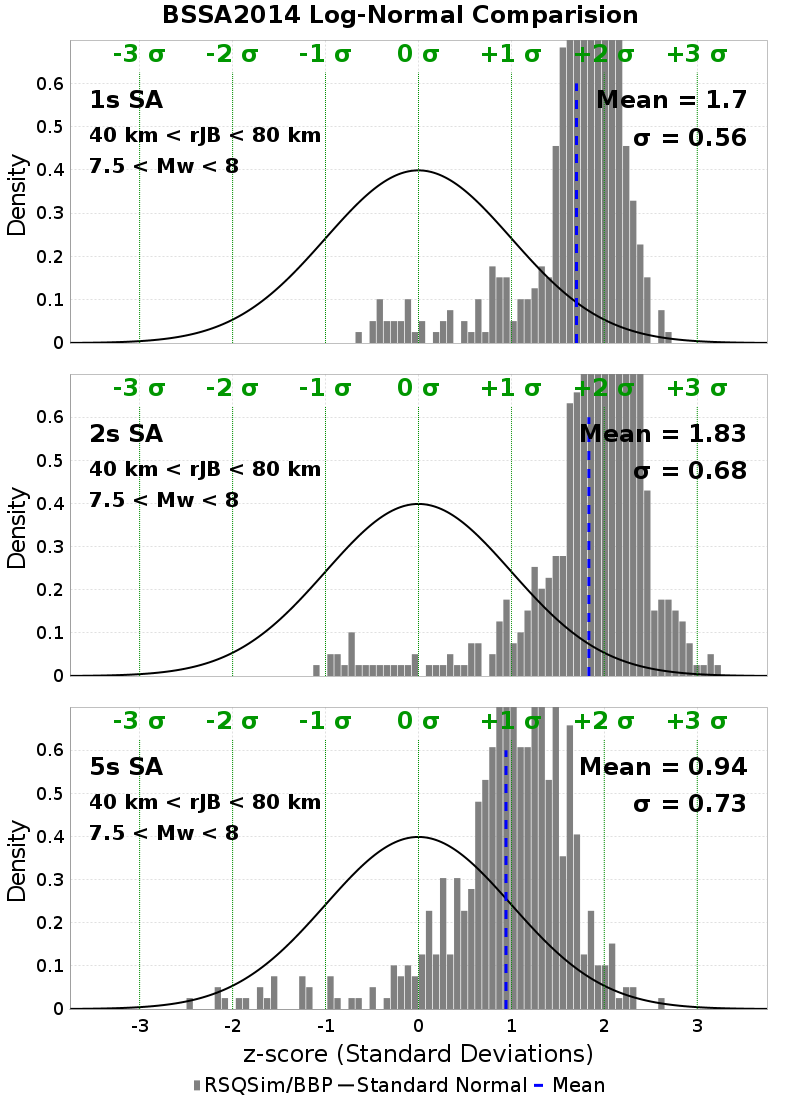 BSSA2014 Log-Normal Comparision
-3 σ -2 σ -1 σ 0 σ +1 σ +2 σ +3 σ
0.6
1s SA Mean = 1.7
0.5
40 km < rJB < 80 km σ = 0.56
7.5 < Mw < 8
0.4
0.3
0.2
0.1
0
Density
-3 σ -2 σ -1 σ 0 σ +1 σ +2 σ +3 σ
0.6
2s SA Mean = 1.83
0.5
40 km < rJB < 80 km σ = 0.68
7.5 < Mw < 8
0.4
0.3
0.2
0.1
0
Density
-3 σ -2 σ -1 σ 0 σ +1 σ +2 σ +3 σ
0.6
5s SA Mean = 0.94
0.5
40 km < rJB < 80 km σ = 0.73
7.5 < Mw < 8
0.4
0.3
0.2
0.1
0
Density
-3 -2 -1 0 1 2 3
z-score (Standard Deviations)
RSQSim/BBP Standard Normal Mean